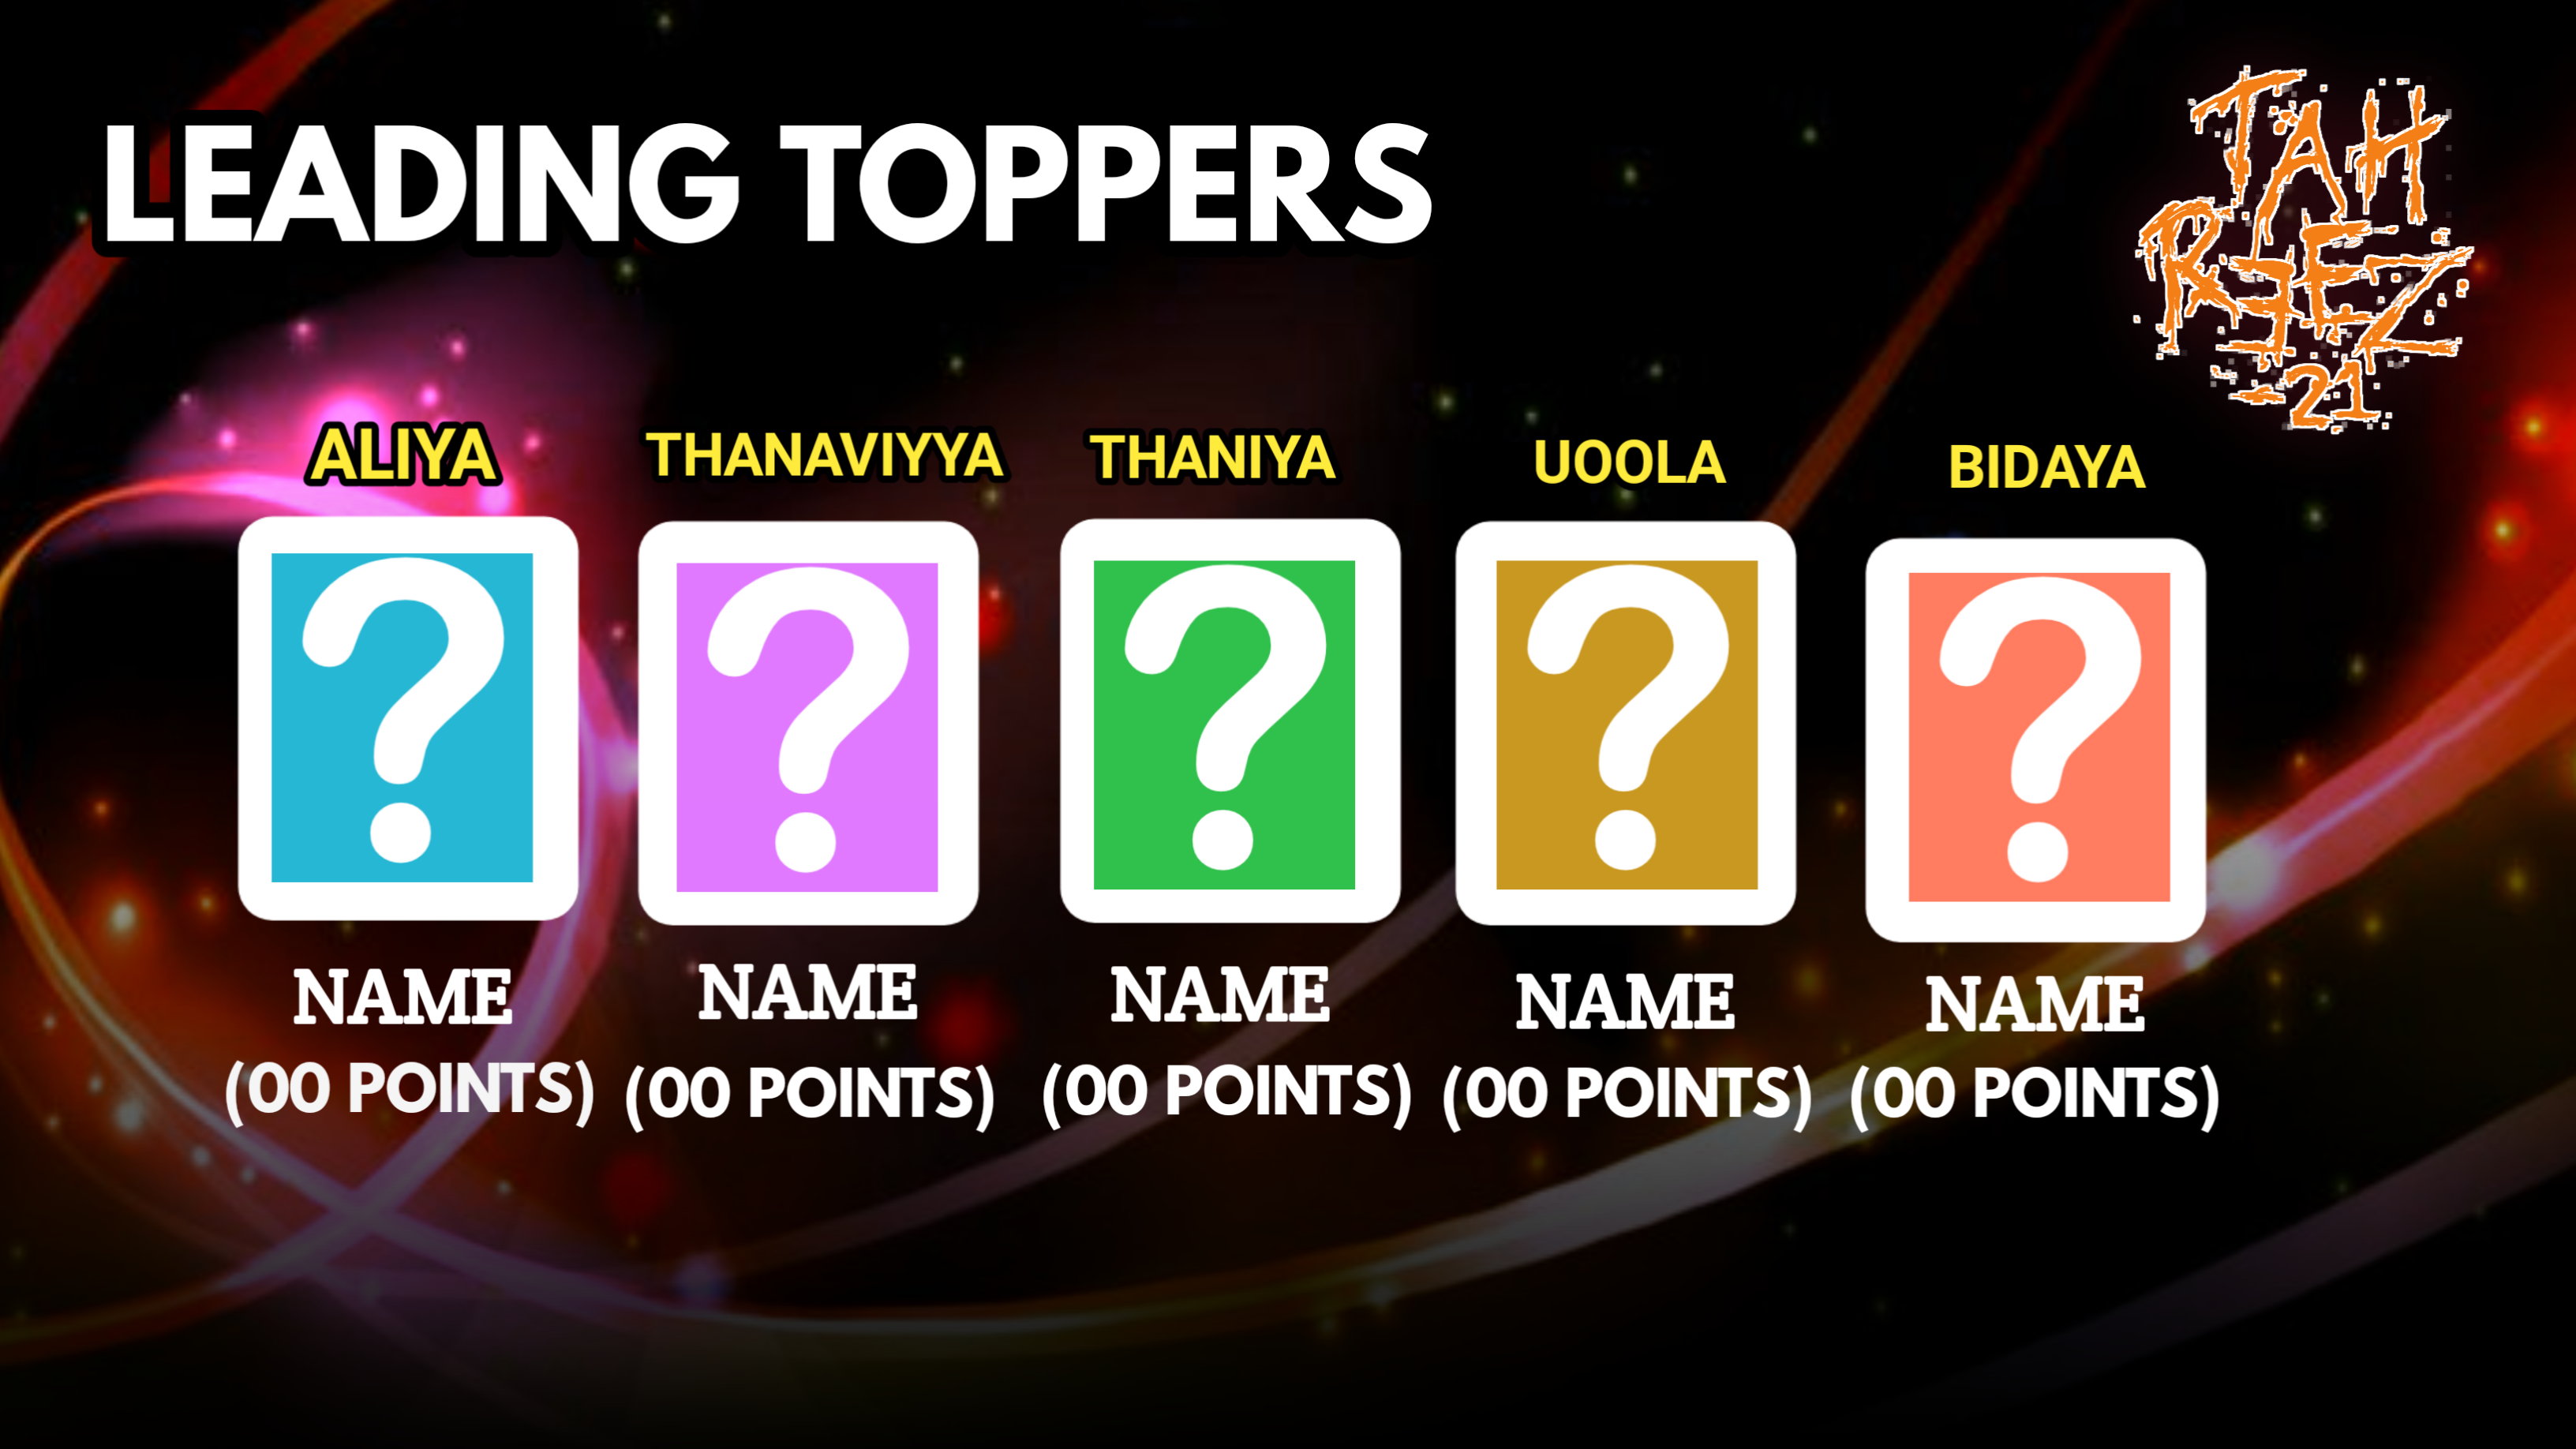 LEADING TOPPERS
TAH
REEZ
21
ALIYA THANAVIYYA THANIYA UOOLA BIDAYA
? ? ? ? ?
NAME NAME NAME NAME NAME
(00 POINTS) (00 POINTS) (00 POINTS) (00 POINTS) (00 POINTS)